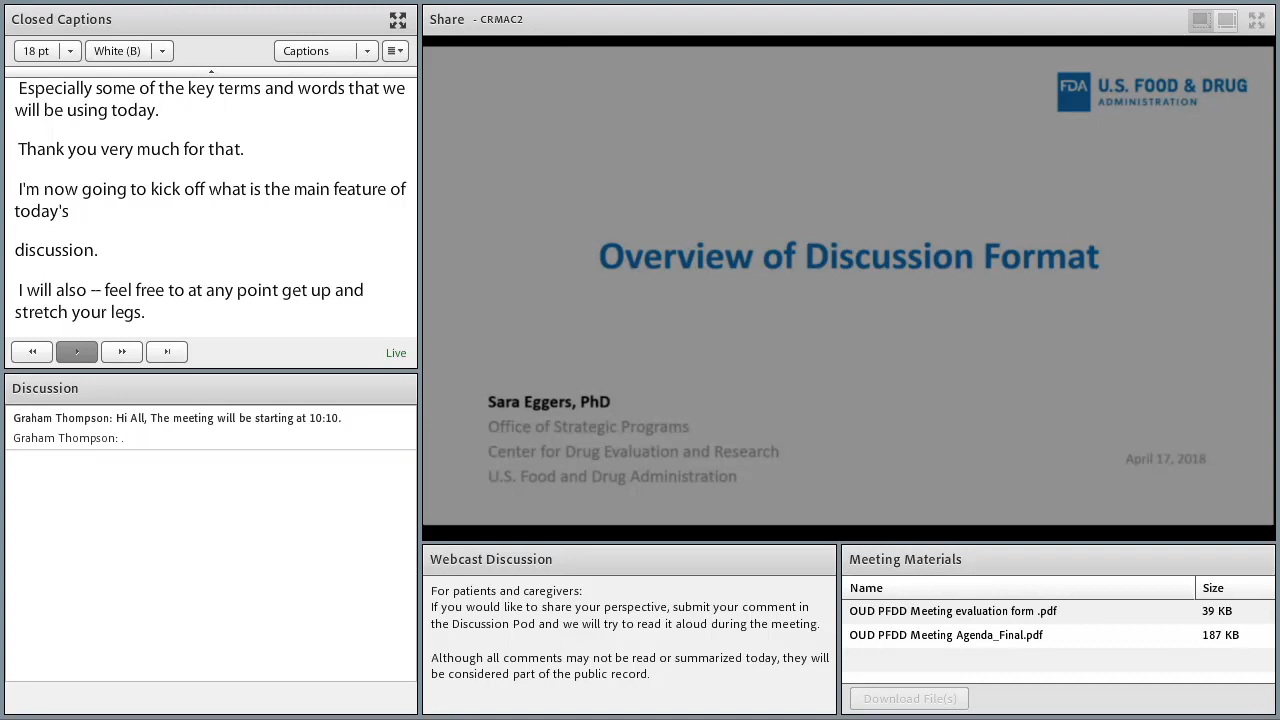 Closed Captions
18 pt
White (B)
Captions
Especially some of the key terms and words that we
will be using today.
Thank you very much for that.
I'm now going to kick off what is the main feature of
today's
discussion.
I will also -- feel free to at any point get up and
stretch your legs.
Live
Discussion
Graham Thompson: Hi All, The meeting will be starting at 10:10.
Graham Thompson: .
Share - CRMAC2
FDA U.S. FOOD & DRUG
ADMINISTRATION
Overview of Discussion Format
Sara Eggers, PhD
Office of Strategic Programs
Center for Drug Evaluation and Research
U.S. Food and Drug Administration
April 17, 2018
Webcast Discussion
For patients and caregivers:
If you would like to share your perspective, submit your comment in
the Discussion Pod and we will try to read it aloud during the meeting.
Although all comments may not be read or summarized today, they will
be considered part of the public record.
Meeting Materials
Name Size
OUD PFDD Meeting evaluation form .pdf 39 KB
OUD PFDD Meeting Agenda_Final.pdf 187 KB
Download File(s)